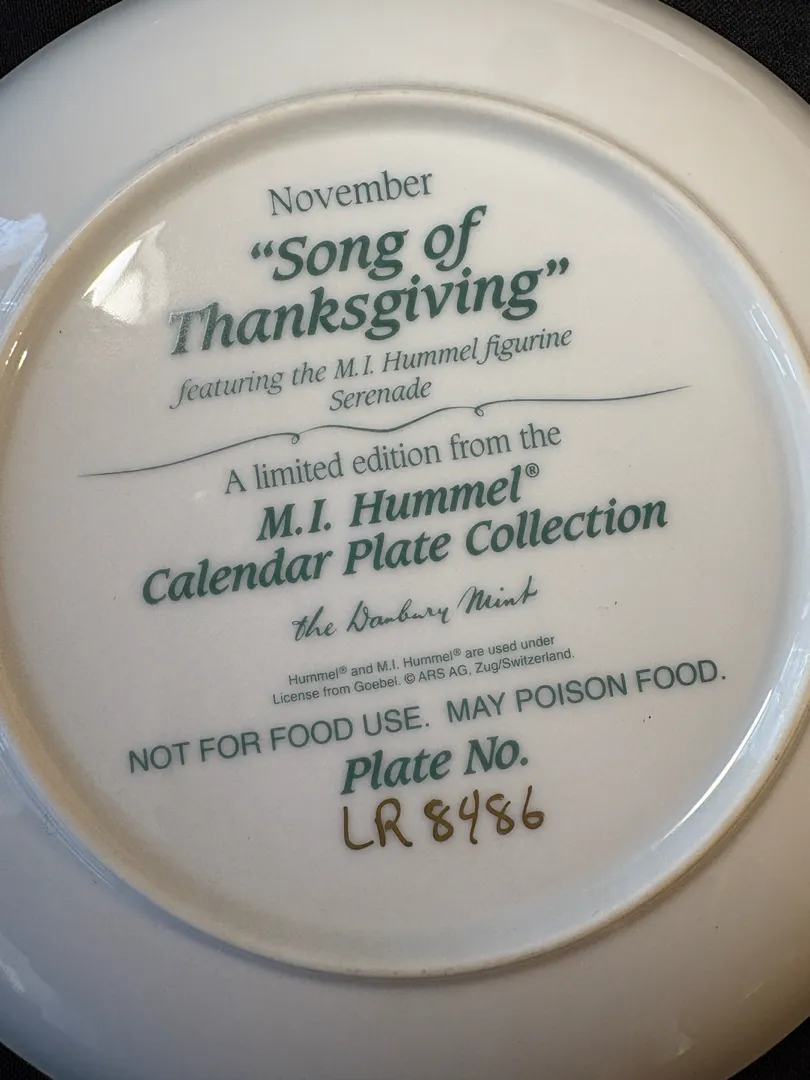 November
“Song of
Thanksgiving”
featuring the M.I. Hummel figurine
Serenade
A limited edition from the
M.I. Hummel®
Calendar Plate Collection
the Danbury Mint
Hummel® and M.I. Hummel® are used under
License from Goebel. © ARS AG, Zug/Switzerland.
NOT FOR FOOD USE. MAY POISON FOOD.
Plate No.
LR 8486